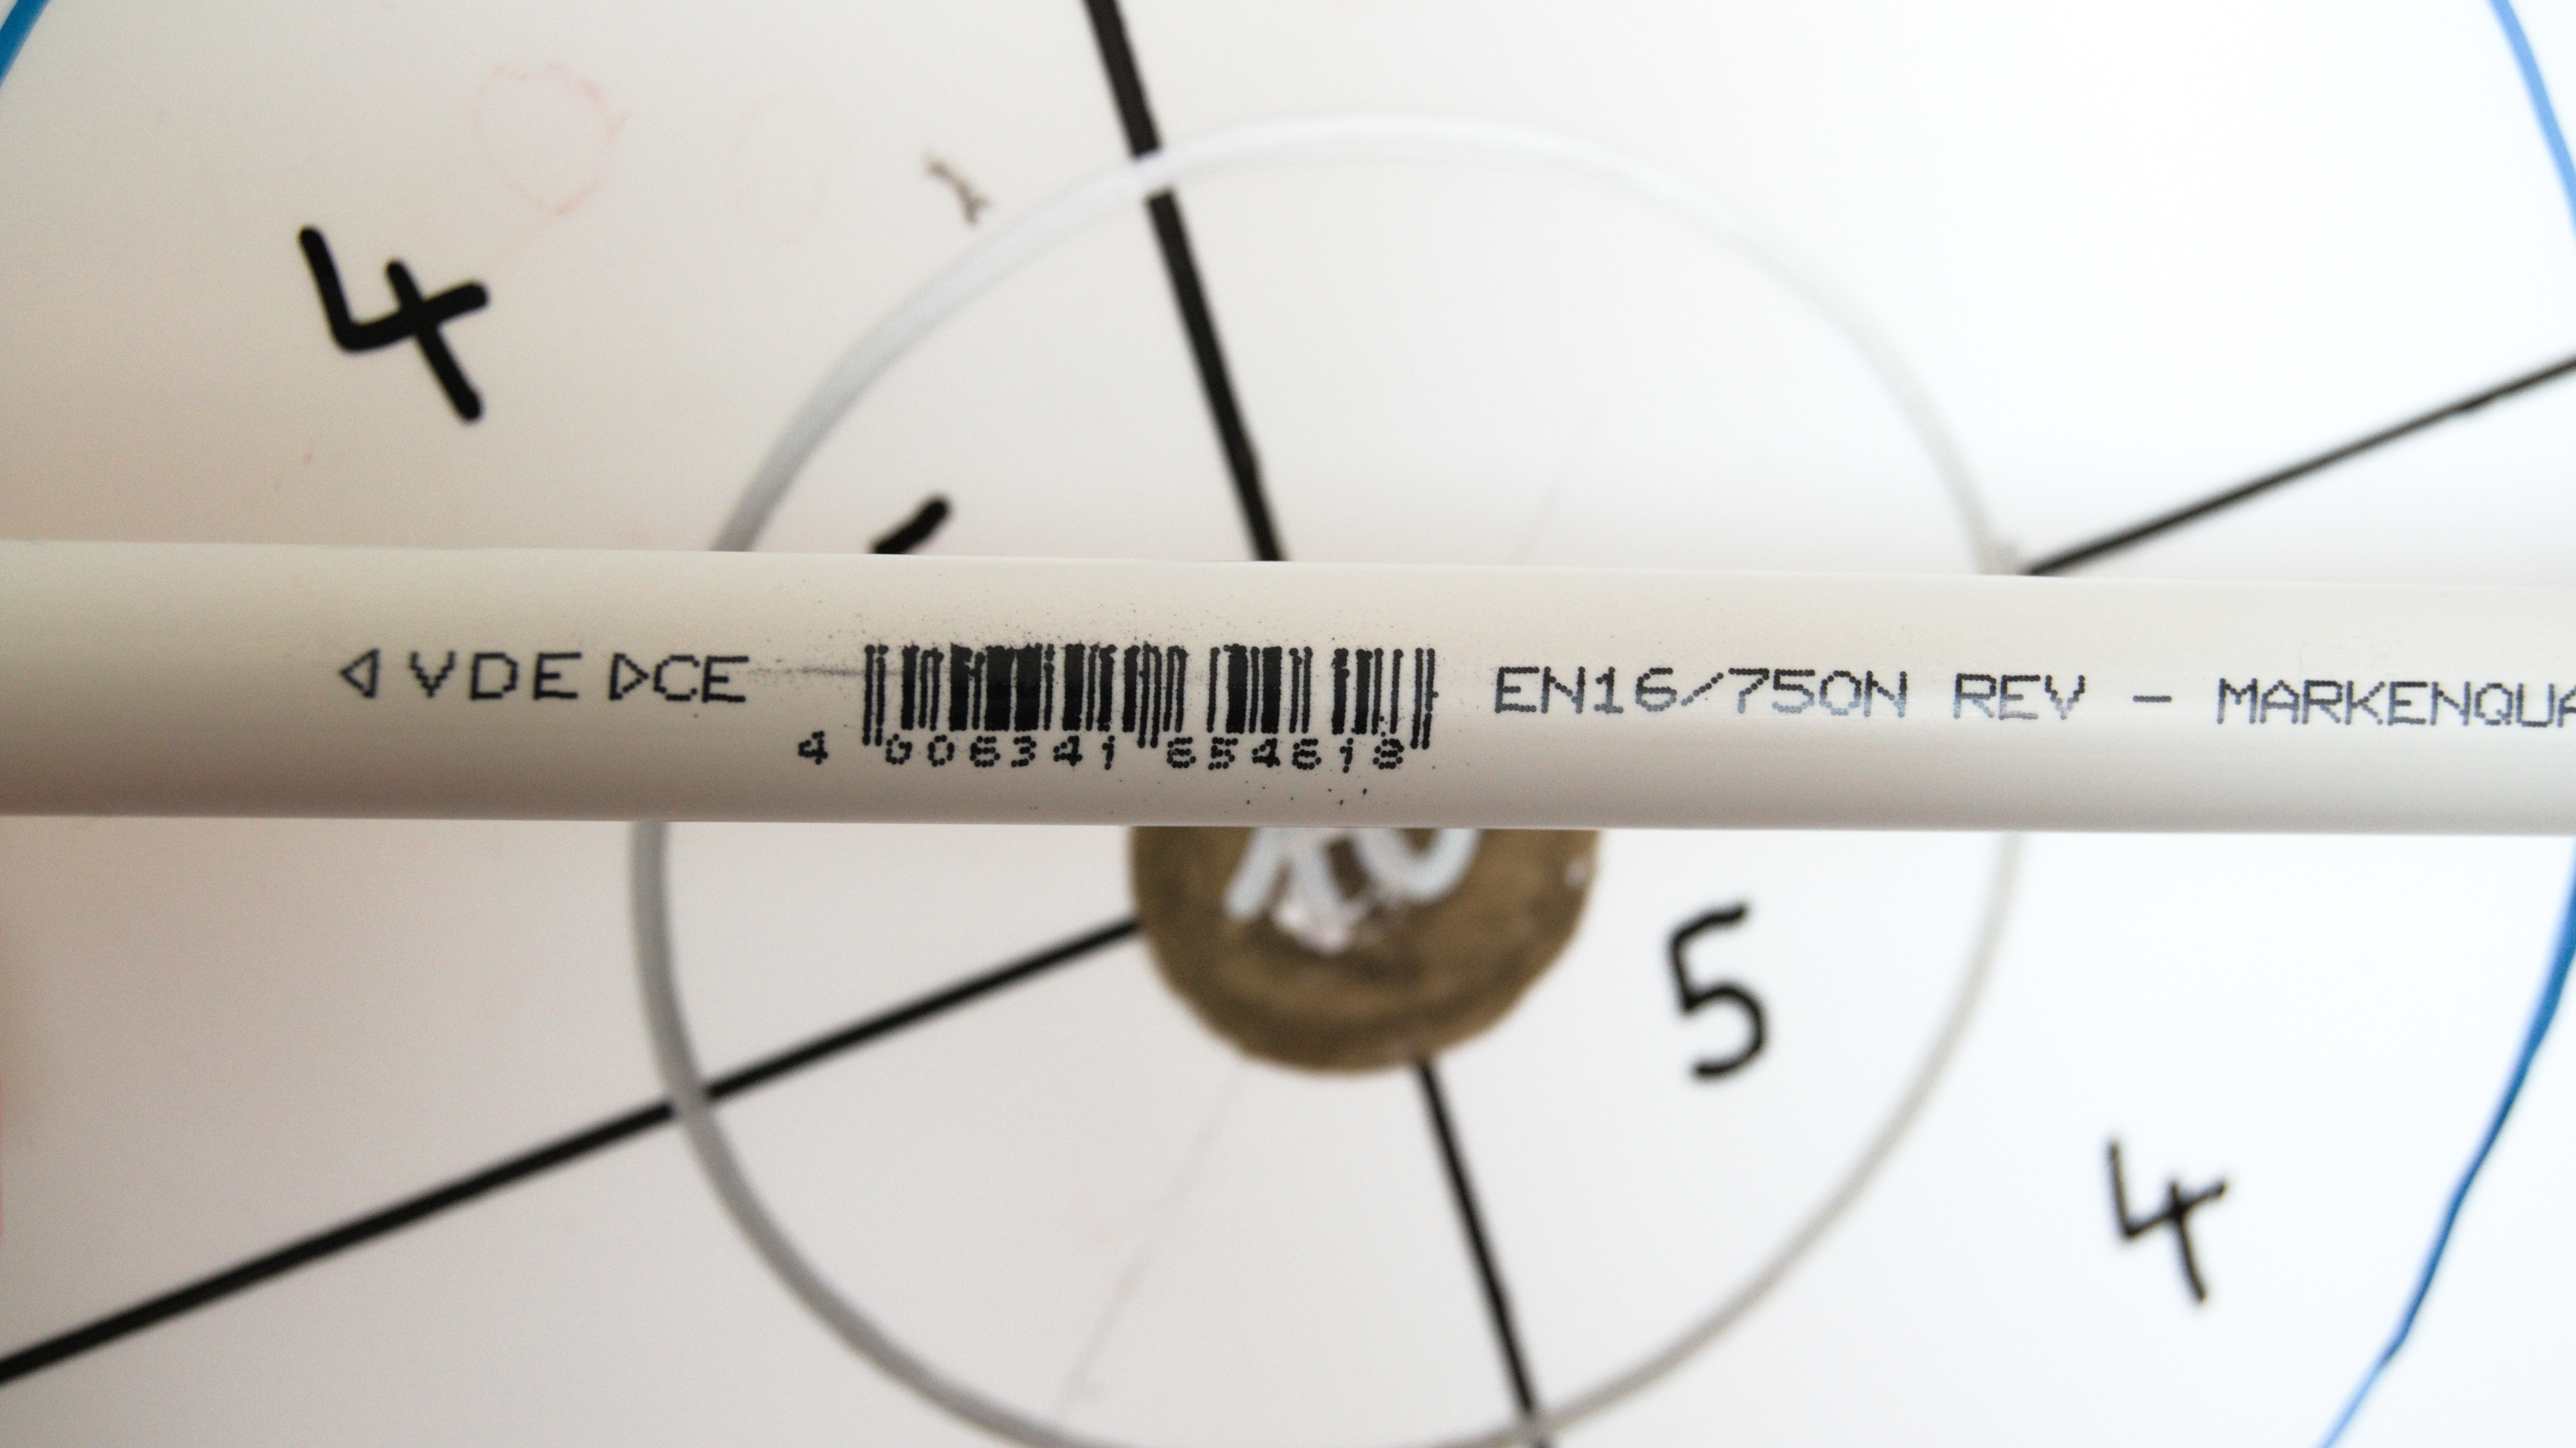 4
◁ VDE ▷CE
4 006341 654618
EN16/750N REV - MARKENQUA
5
4